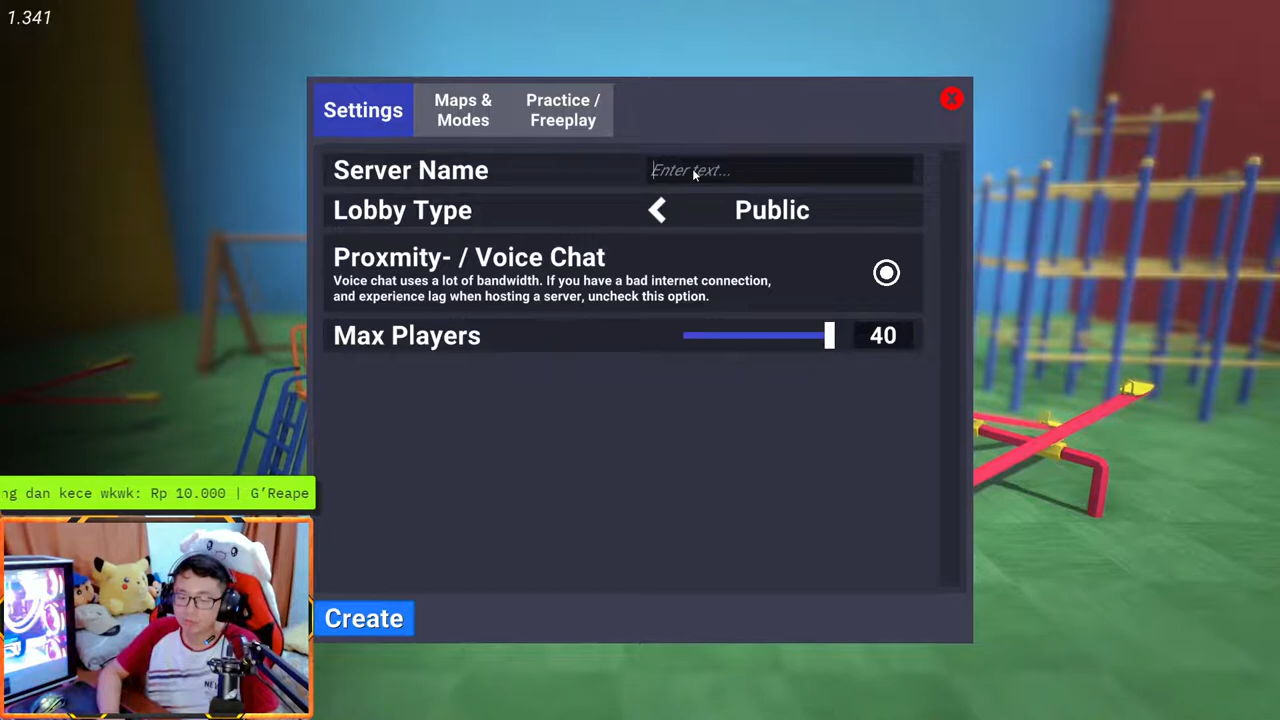 1.341
Settings
Maps &
Modes
Practice /
Freeplay
X
Server Name
Enter text...
Lobby Type
Public
Proxmity- / Voice Chat
Voice chat uses a lot of bandwidth. If you have a bad internet connection,
and experience lag when hosting a server, uncheck this option.
Max Players
40
ng dan kece wkwk: Rp 10.000 | G'Reape
NEW
Create